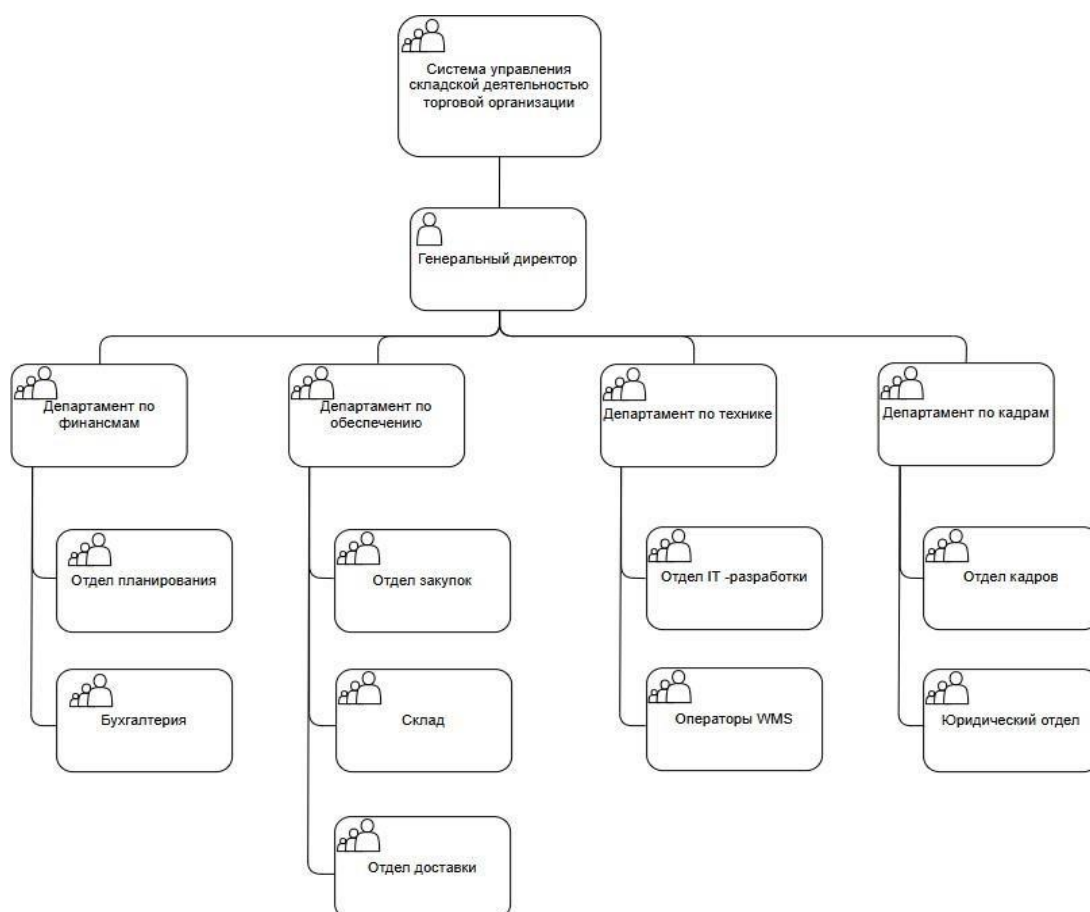 Система управления
складской деятельностью
торговой организации
Генеральный директор
Департамент по
финансмам
Департамент по
обеспечению
Департамент по технике
Департамент по кадрам
Отдел планирования
Отдел закупок
Отдел IT -разработки
Отдел кадров
Бухгалтерия
Склад
Операторы WMS
Юридический отдел
Отдел доставки